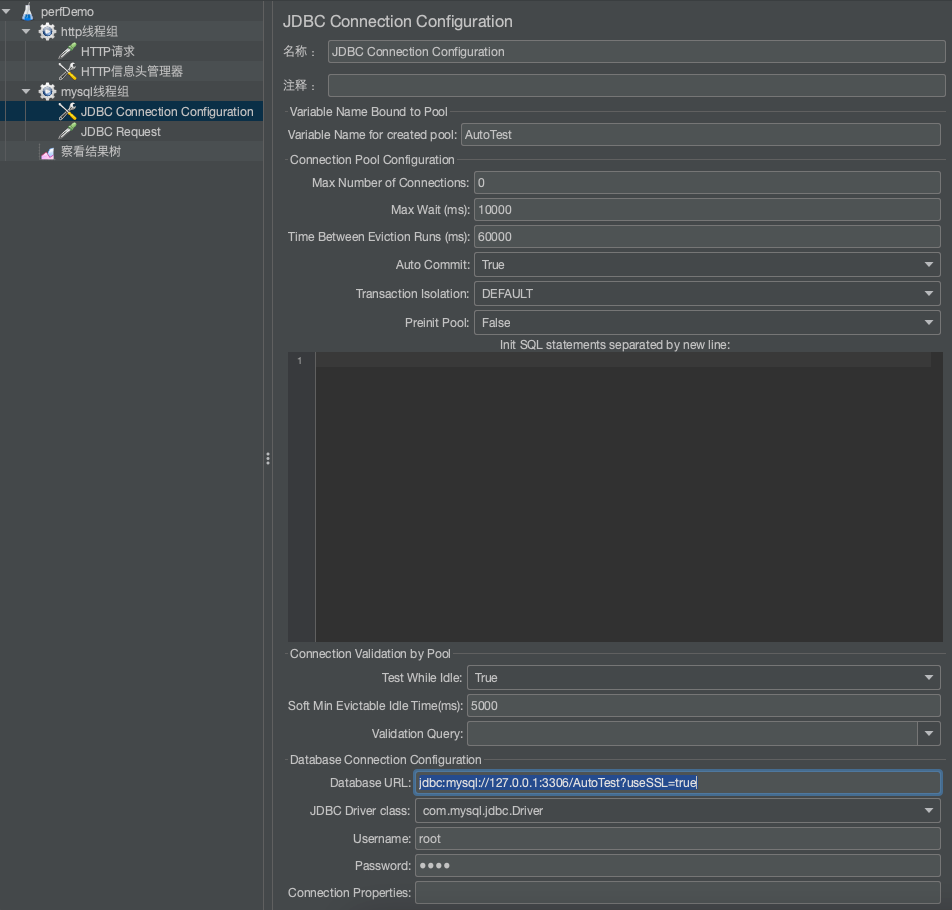 perfDemo
http线程组
HTTP请求
HTTP信息头管理器
mysql线程组
JDBC Connection Configuration
JDBC Request
察看结果树
JDBC Connection Configuration
名称： JDBC Connection Configuration
注释：
Variable Name Bound to Pool
Variable Name for created pool: AutoTest
Connection Pool Configuration
Max Number of Connections: 0
Max Wait (ms): 10000
Time Between Eviction Runs (ms): 60000
Auto Commit: True
Transaction Isolation: DEFAULT
Preinit Pool: False
Init SQL statements separated by new line:
1
Connection Validation by Pool
Test While Idle: True
Soft Min Evictable Idle Time(ms): 5000
Validation Query:
Database Connection Configuration
Database URL: jdbc:mysql://127.0.0.1:3306/AutoTest?useSSL=true
JDBC Driver class: com.mysql.jdbc.Driver
Username: root
Password: ●●●●
Connection Properties: